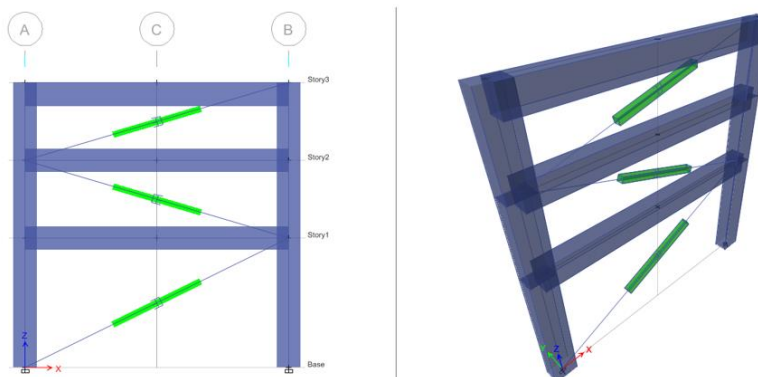 A C B
Story3
Story2
Story1
Base
Z
X
Z
Y
X